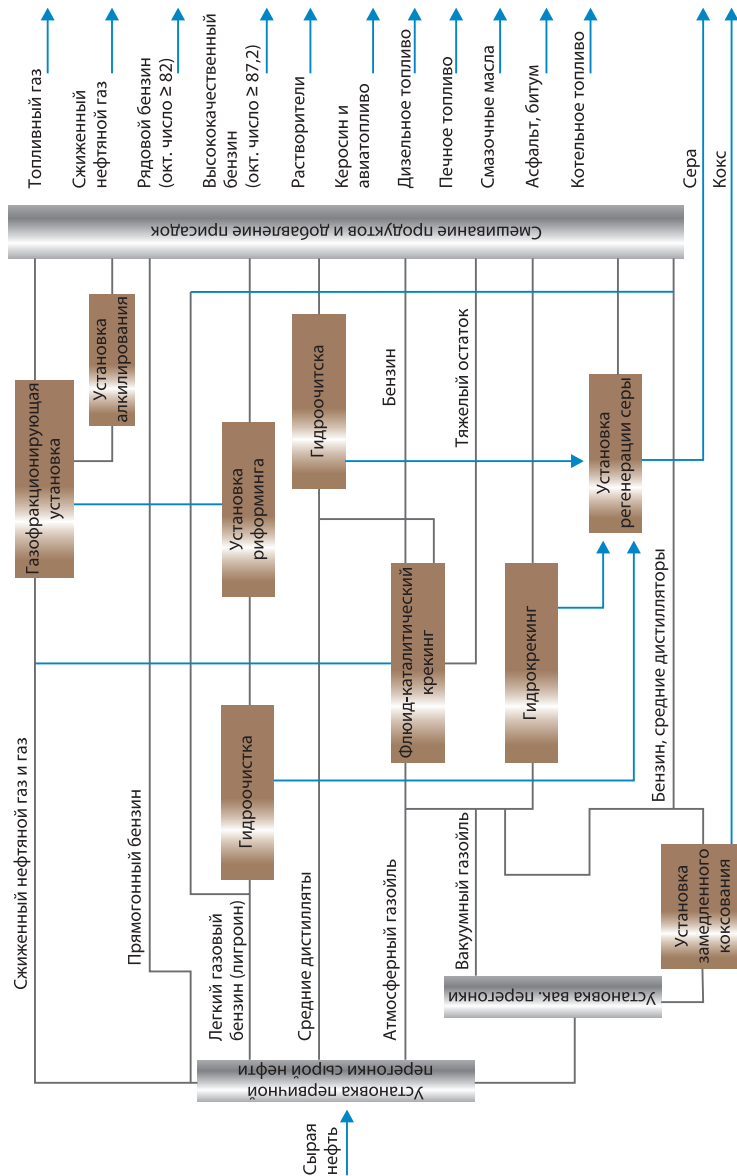 Топливный газ
Сжиженный
нефтяной газ
Рядовой бензин
(окт. число ≥ 82)
Высококачественный
бензин
(окт. число ≥ 87,2)
Растворители
Керосин и
авиатопливо
Дизельное топливо
Печное топливо
Смазочные масла
Асфальт, битум
Котельное топливо
Сера
Кокс
Смешивание продуктов и добавление присадок
Газофракционирующая
установка
Установка
алкилирования
Установка
риформинга
Гидроочитска
Бензин
Тяжелый остаток
Установка
регенерации серы
Гидроочистка
Флюид-каталитический
крекинг
Гидрокрекинг
Бензин, средние дистилляторы
Сжиженный нефтяной газ и газ
Прямогонный бензин
Легкий газовый
бензин (лигроин)
Средние дистилляты
Атмосферный газойль
Вакуумный газойль
Установка
замедленного
коксования
Установка вак. перегонки
Установка первичной
перегонки сырой нефти
Сырая
нефть